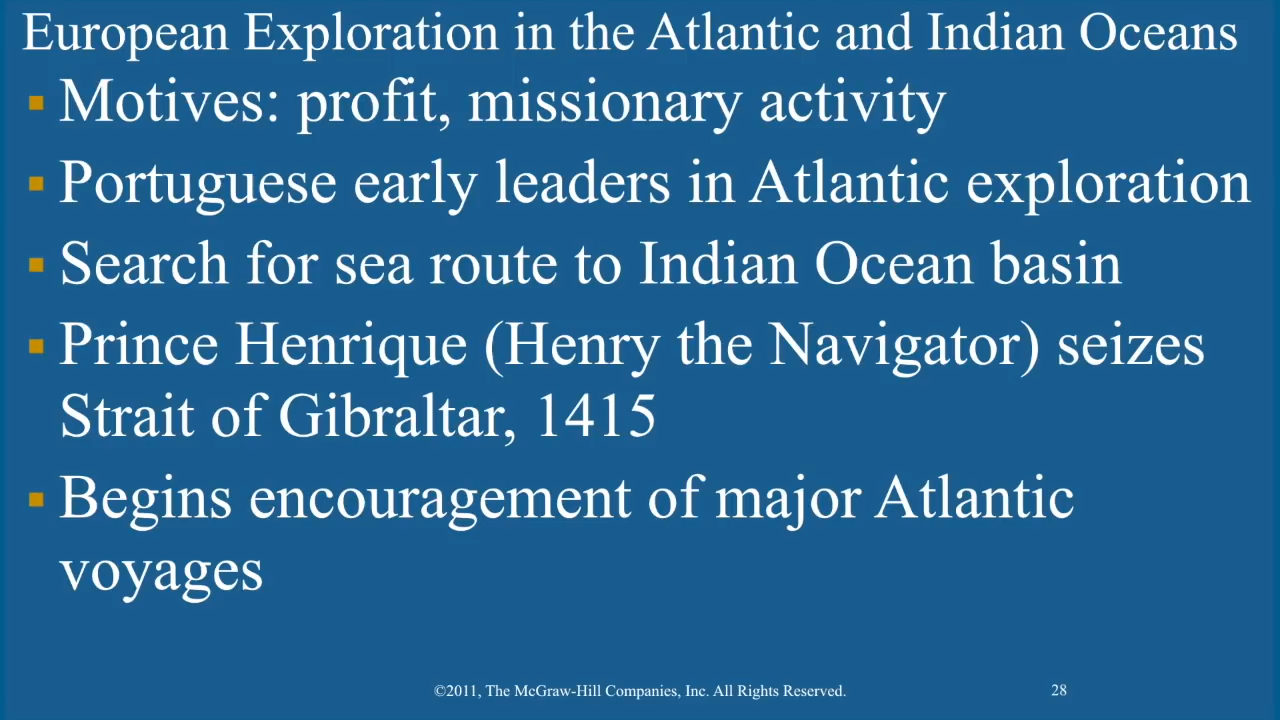 European Exploration in the Atlantic and Indian Oceans
Motives: profit, missionary activity
Portuguese early leaders in Atlantic exploration
Search for sea route to Indian Ocean basin
Prince Henrique (Henry the Navigator) seizes
Strait of Gibraltar, 1415
Begins encouragement of major Atlantic
voyages
©2011, The McGraw-Hill Companies, Inc. All Rights Reserved.
28